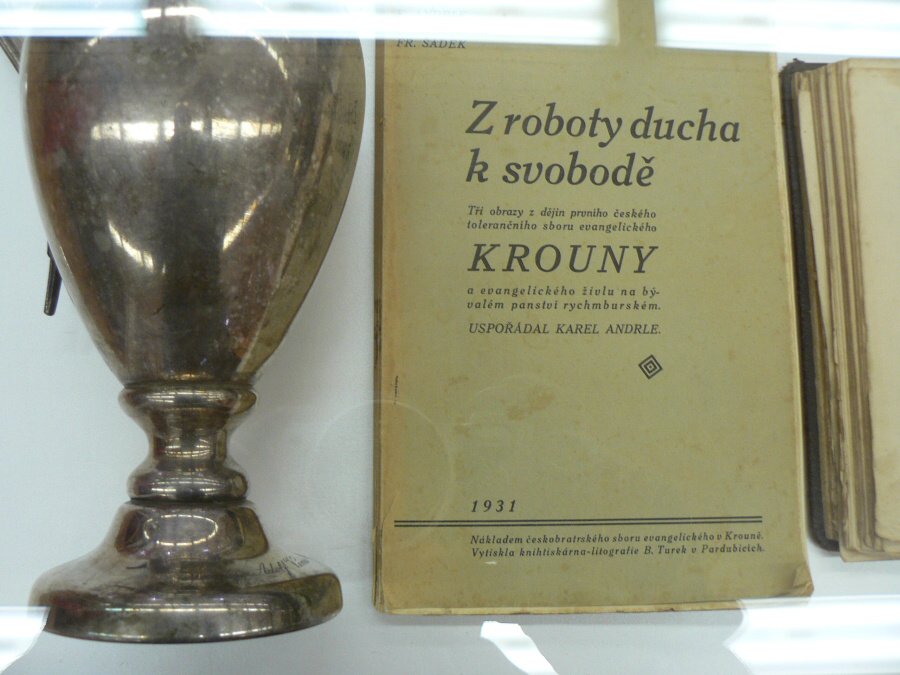 FR. SÁDEK
Z roboty ducha
k svobodě
Tři obrazy z dějin prvního českého
tolerančního sboru evangelického
KROUNY
a evangelického živlu na bý-
valém panství rychmburském.
USPOŘÁDAL KAREL ANDRLE.
1931
Nákladem českobratrského sboru evangelického v Krouně.
Vytiskla knihtiskárna-litografie B. Turek v Pardubicích.